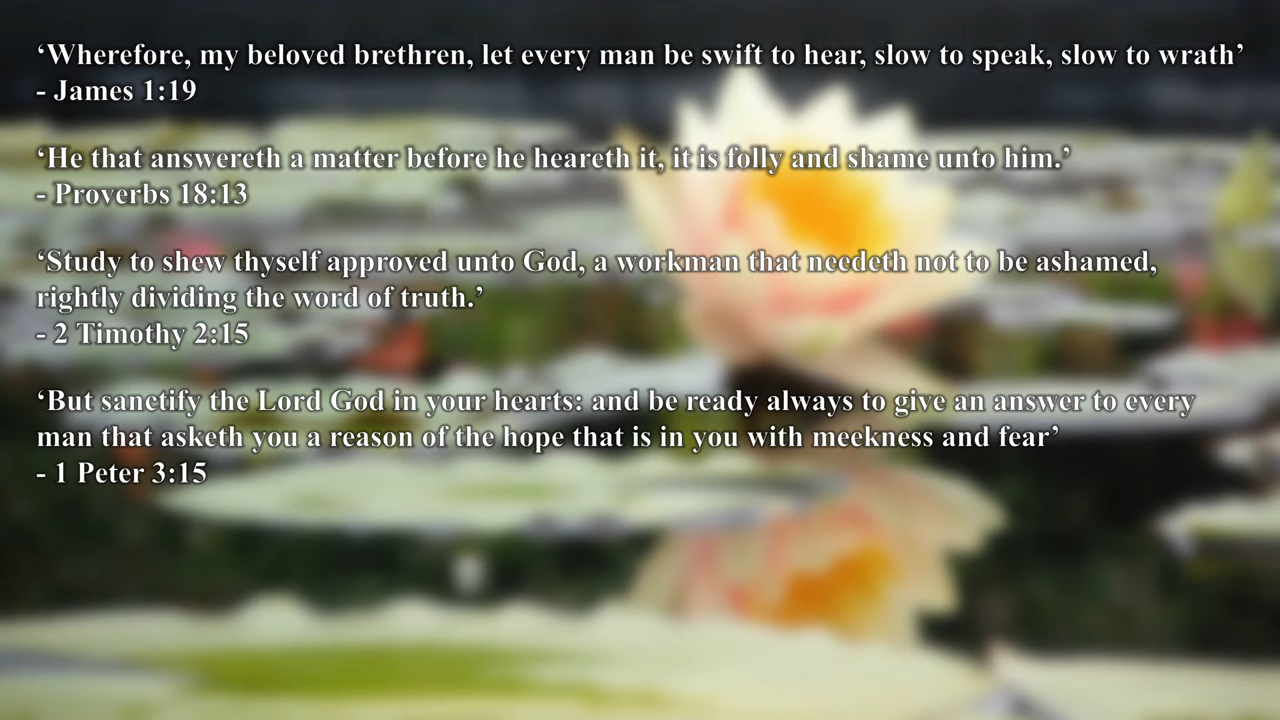 ‘Wherefore, my beloved brethren, let every man be swift to hear, slow to speak, slow to wrath’
- James 1:19
‘He that answereth a matter before he heareth it, it is folly and shame unto him.’
- Proverbs 18:13
‘Study to shew thyself approved unto God, a workman that needeth not to be ashamed,
rightly dividing the word of truth.’
- 2 Timothy 2:15
‘But sanctify the Lord God in your hearts: and be ready always to give an answer to every
man that asketh you a reason of the hope that is in you with meekness and fear’
- 1 Peter 3:15